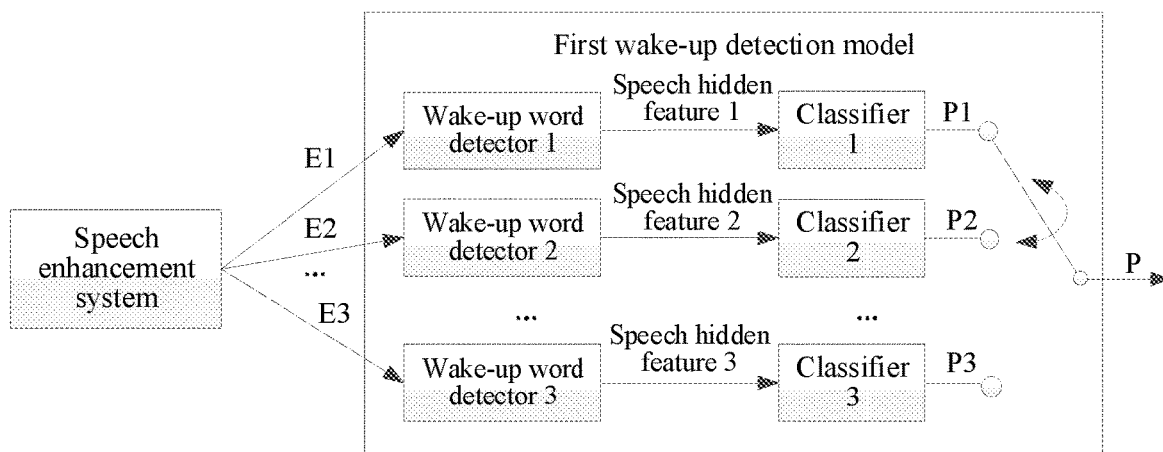 First wake-up detection model
Speech enhancement system
E1
E2
...
E3
Wake-up word
detector 1
Speech hidden
feature 1
Classifier
1
P1
Wake-up word
detector 2
Speech hidden
feature 2
Classifier
2
P2
...
...
Wake-up word
detector 3
Speech hidden
feature 3
Classifier
3
P3
P